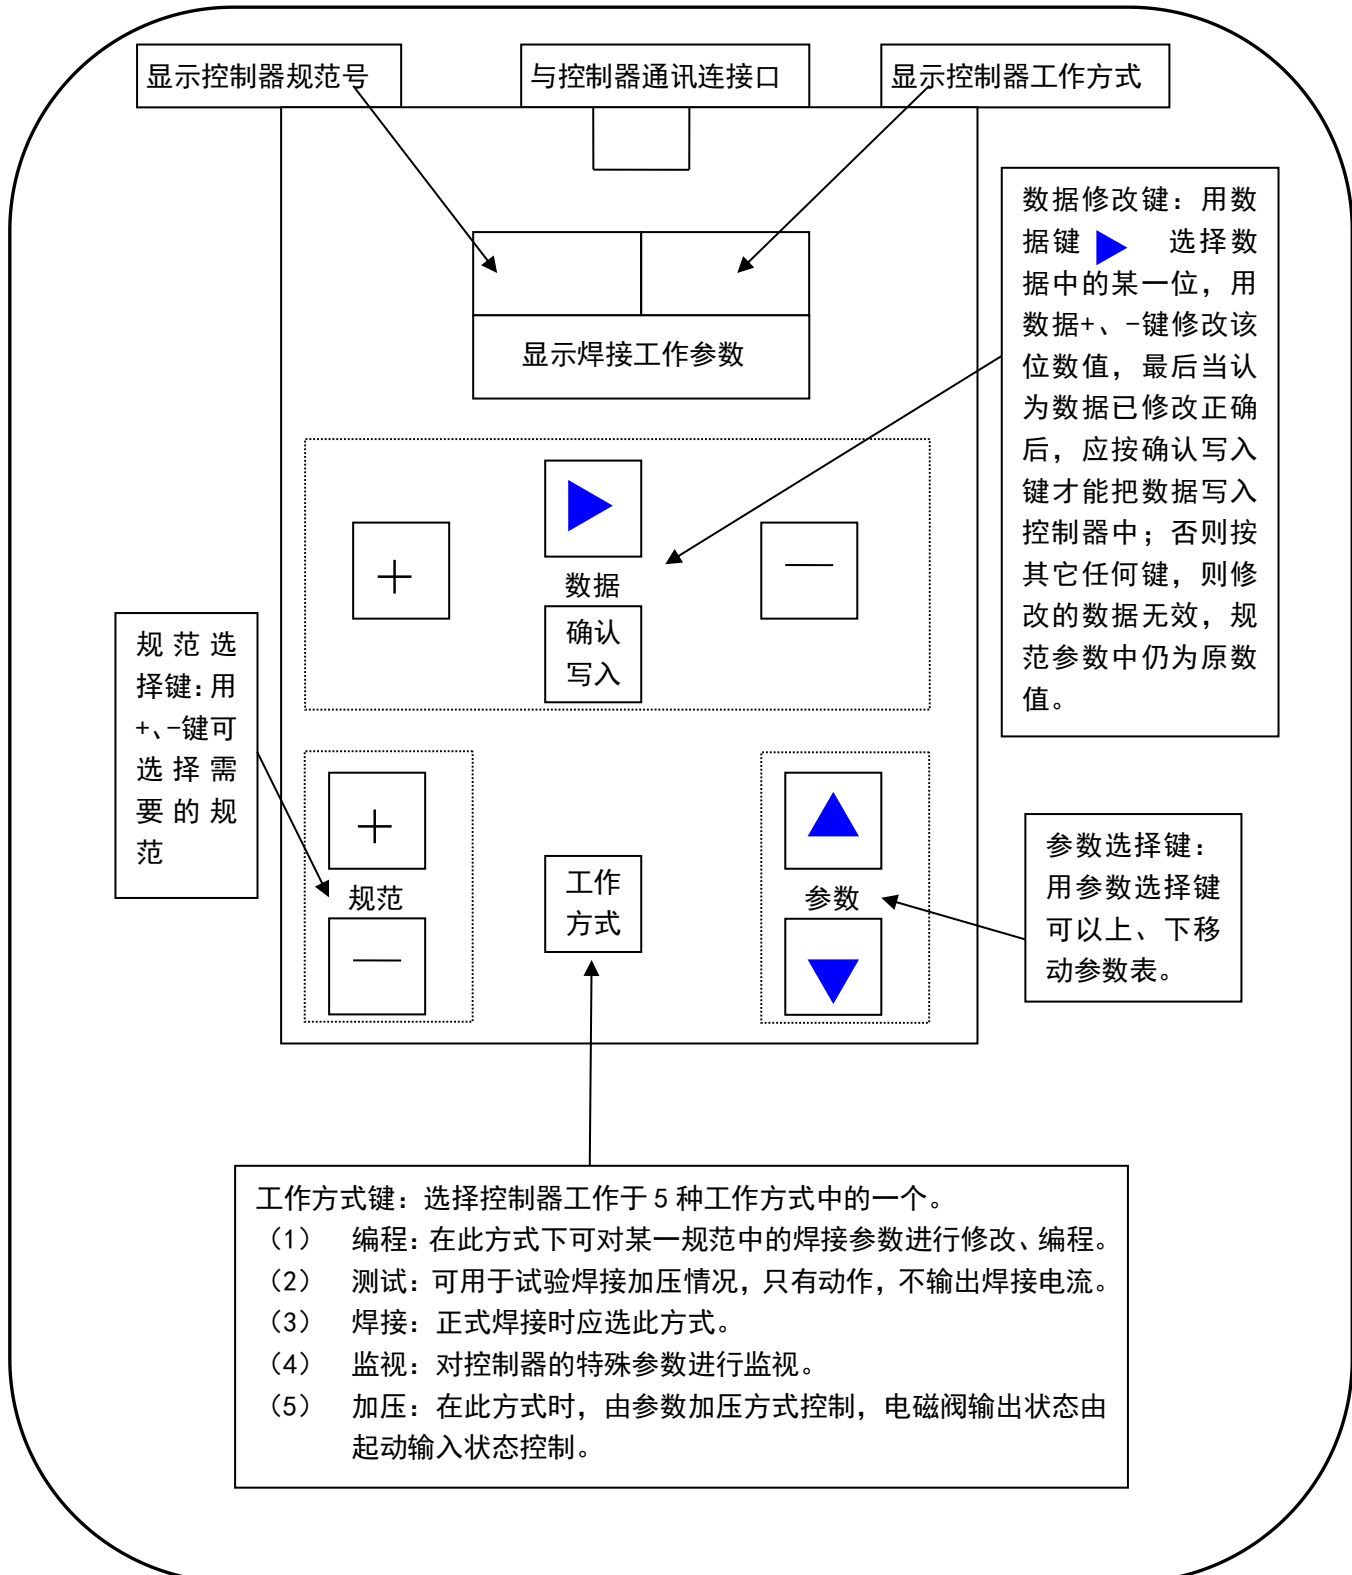 显示控制器规范号
与控制器通讯连接口
显示控制器工作方式
数据修改键：用数
据键 选择数
据中的某一位，用
数据+、-键修改该
位数值，最后当认
为数据已修改正确
后，应按确认写入
键才能把数据写入
控制器中；否则按
其它任何键，则修
改的数据无效，规
范参数中仍为原数
值。
显示焊接工作参数
+
数据
—
确认
写入
规范选
择键：用
+、-键可
选择需
要的规
范
+
规范
—
工作
方式
参数
参数选择键：
用参数选择键
可以上、下移
动参数表。
工作方式键：选择控制器工作于5种工作方式中的一个。
（1） 编程：在此方式下可对某一规范中的焊接参数进行修改、编程。
（2） 测试：可用于试验焊接加压情况，只有动作，不输出焊接电流。
（3） 焊接：正式焊接时应选此方式。
（4） 监视：对控制器的特殊参数进行监视。
（5） 加压：在此方式时，由参数加压方式控制，电磁阀输出状态由
起动输入状态控制。